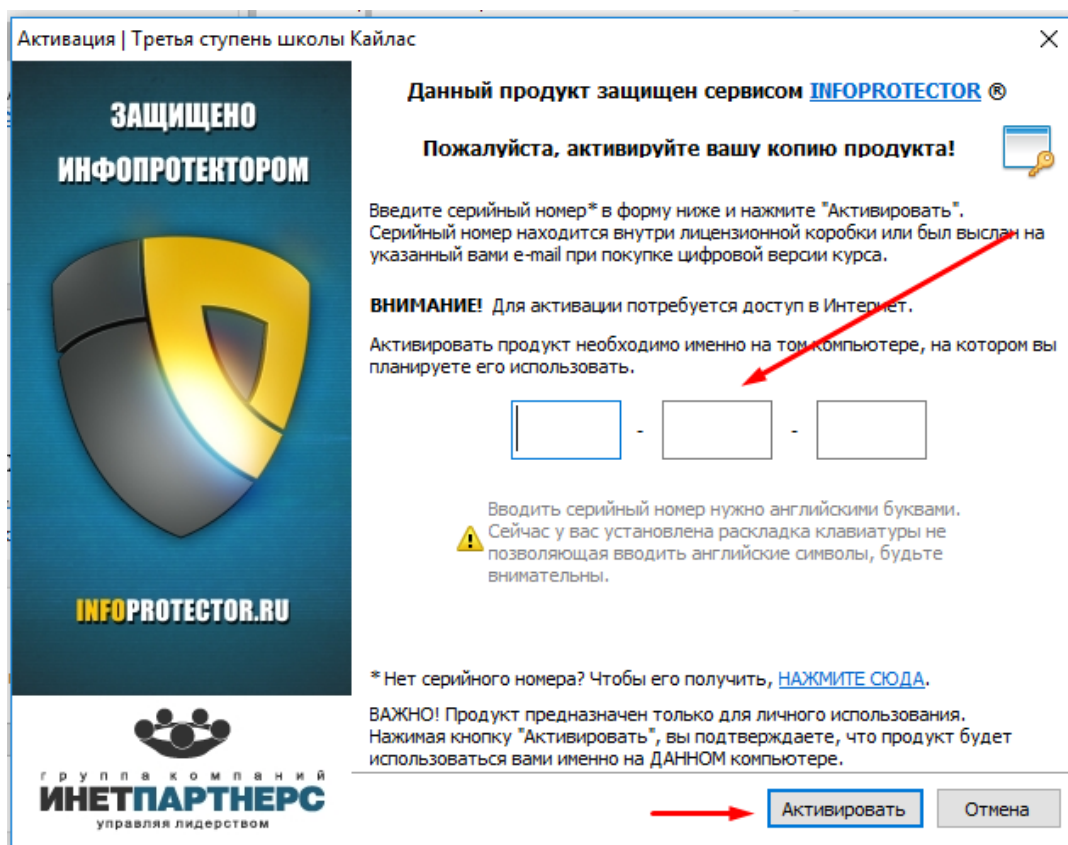 Активация | Третья ступень школы Кайлас
ЗАЩИЩЕНО
ИНФОПРОТЕКТОРОМ
INFOPROTECTOR.RU
группа компаний
ИНЕТПАРТНЕРС
управляя лидерством
Данный продукт защищен сервисом INFOPROTECTOR ®
Пожалуйста, активируйте вашу копию продукта!
Введите серийный номер* в форму ниже и нажмите "Активировать".
Серийный номер находится внутри лицензионной коробки или был выслан на
указанный вами e-mail при покупке цифровой версии курса.
ВНИМАНИЕ! Для активации потребуется доступ в Интернет.
Активировать продукт необходимо именно на том компьютере, на котором вы
планируете его использовать.
- -
Вводить серийный номер нужно английскими буквами.
Сейчас у вас установлена раскладка клавиатуры не
позволяющая вводить английские символы, будьте
внимательны.
* Нет серийного номера? Чтобы его получить, НАЖМИТЕ СЮДА.
ВАЖНО! Продукт предназначен только для личного использования.
Нажимая кнопку "Активировать", вы подтверждаете, что продукт будет
использоваться вами именно на ДАННОМ компьютере.
Активировать Отмена